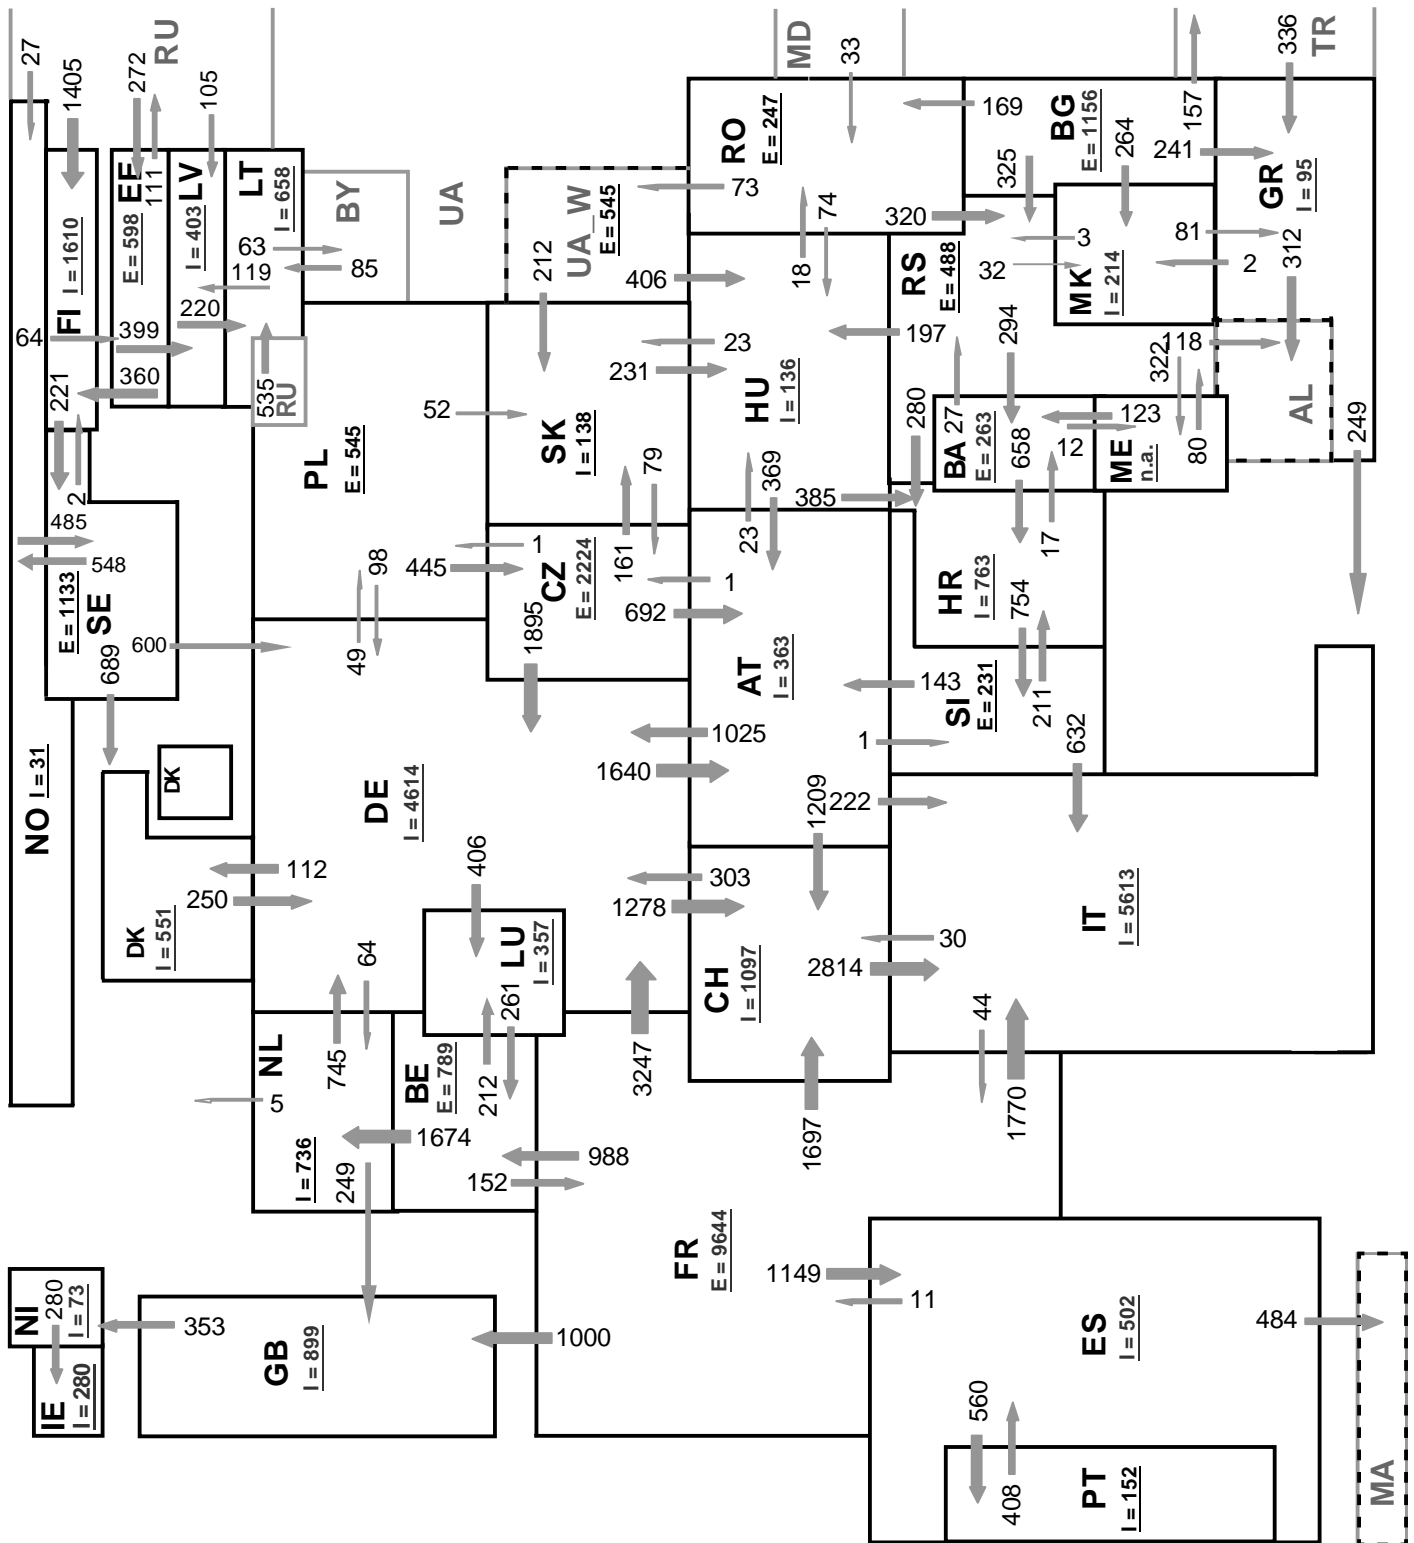 27
1405
272
RU
111
105
MD
33
336
TR
157
RO
E = 247
169
BG
E = 1156
264
241
325
GR
I = 95
EE
E = 598
LV
I = 403
LT
I = 658
BY
UA
UA_W
E = 545
73
FI
I = 1610
63
119
85
212
406
18
74
320
RS
E = 488
3
32
MK
I = 214
81
2
312
64
399
220
360
221
2
535
RU
52
23
231
HU
I = 136
197
294
322
118
AL
249
PL
E = 545
SK
I = 138
280
27
BA
E = 263
658
12
123
ME
n.a.
80
485
548
E = 1133
SE
689
600
98
49
445
1
CZ
E = 2224
161
79
23
369
385
17
1
692
1895
HR
I = 763
754
211
AT
I = 363
143
SI
E = 231
1
632
NO I = 31
DK
DE
I = 4614
1025
1640
1209
222
112
250
DK
I = 551
406
303
1278
CH
I = 1097
30
2814
IT
I = 5613
64
745
LU
I = 357
261
212
3247
44
1770
NL
I = 736
5
BE
E = 789
1674
249
988
152
1697
FR
E = 9644
1149
11
NI
I = 73
280
353
IE
I = 280
GB
I = 899
1000
ES
I = 502
484
560
408
PT
I = 152
MA